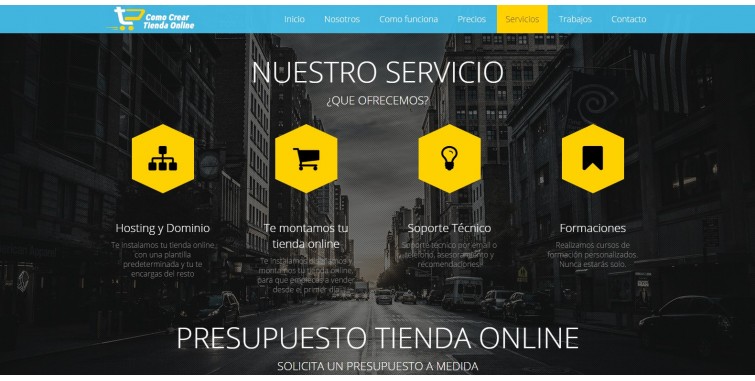 Como Crear
Tienda Online
Inicio
Nosotros
Como funciona
Precios
Servicios
Trabajos
Contacto
NUESTRO SERVICIO
¿QUE OFRECEMOS?
Hosting y Dominio
Te instalamos tu tienda online
con una plantilla
predeterminada y tu te
encargas del resto
Te montamos tu
tienda online
Te instalamos, diseñamos y
montamos tu tienda online,
para que empieces a vender
desde el primer día
Soporte Técnico
Soporte técnico por email o
teléfono, asesoramiento y
recomendaciones
Formaciones
Realizamos cursos de
formación personalizados.
Nunca estarás solo.
PRESUPUESTO TIENDA ONLINE
SOLICITA UN PRESUPUESTO A MEDIDA